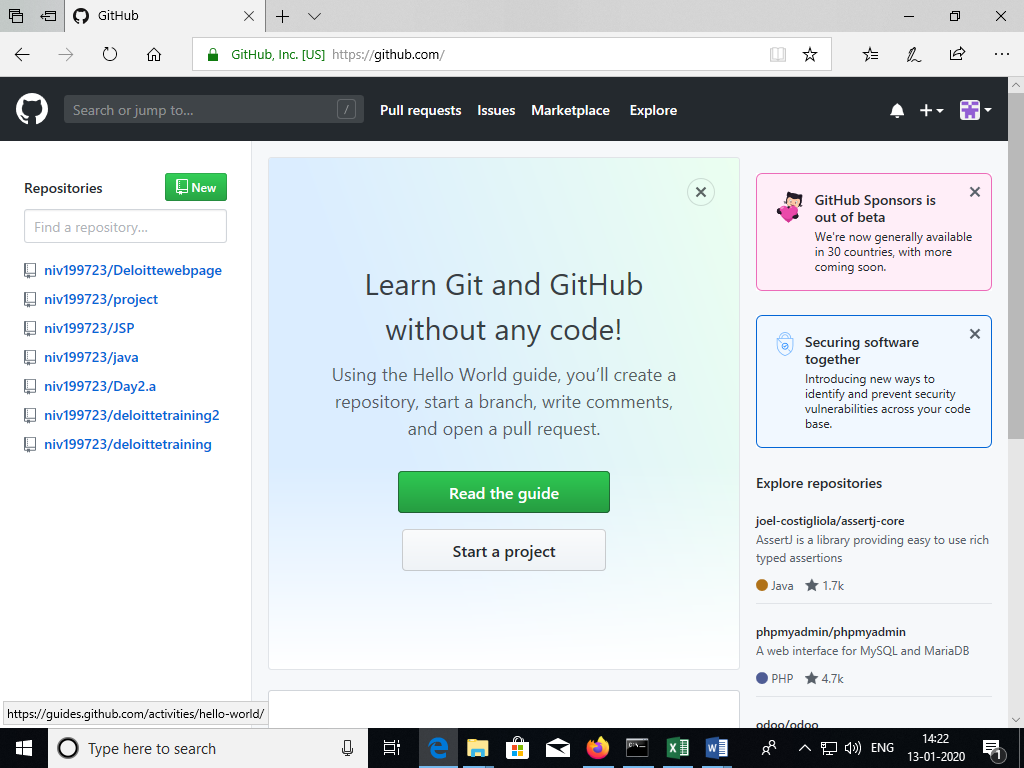 GitHub
GitHub, Inc. [US] https://github.com/
Search or jump to...
/
Pull requests Issues Marketplace Explore
Repositories
New
Find a repository...
niv199723/Deloittewebpage
niv199723/project
niv199723/JSP
niv199723/java
niv199723/Day2.a
niv199723/deloittetraining2
niv199723/deloittetraining
Learn Git and GitHub
without any code!
Using the Hello World guide, you’ll create a
repository, start a branch, write comments,
and open a pull request.
Read the guide
Start a project
GitHub Sponsors is
out of beta
We're now generally available
in 30 countries, with more
coming soon.
Securing software
together
Introducing new ways to
identify and prevent security
vulnerabilities across your code
base.
Explore repositories
joel-costigliola/assertj-core
AssertJ is a library providing easy to use rich
typed assertions
Java 1.7k
phpmyadmin/phpmyadmin
A web interface for MySQL and MariaDB
PHP 4.7k
odoo/odoo
https://guides.github.com/activities/hello-world/
Type here to search
ENG
14:22
13-01-2020
1